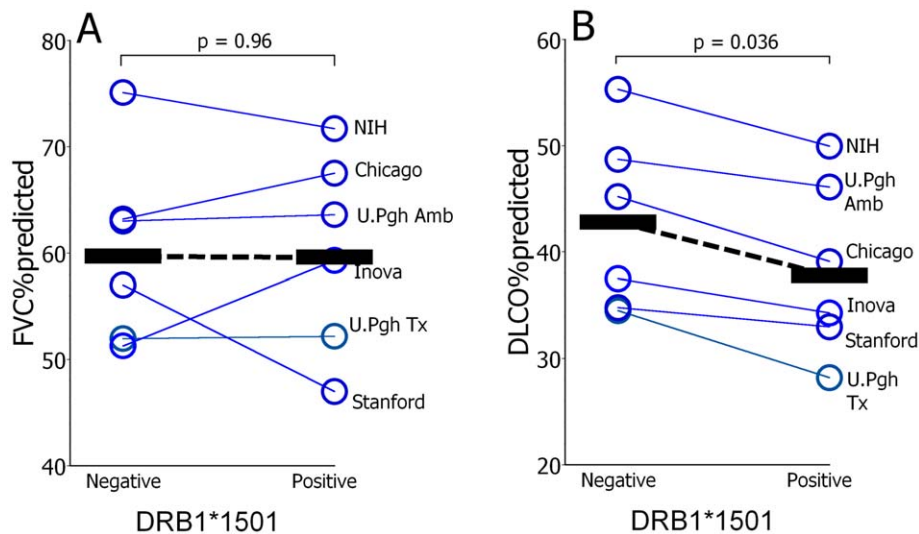 A
p = 0.96
80
70
60
50
40
FVC%predicted
NIH
Chicago
U.Pgh Amb
Inova
U.Pgh Tx
Stanford
Negative
Positive
DRB1*1501
B
p = 0.036
60
50
40
30
20
DLCO%predicted
NIH
U.Pgh
Amb
Chicago
Inova
Stanford
U.Pgh
Tx
Negative
Positive
DRB1*1501